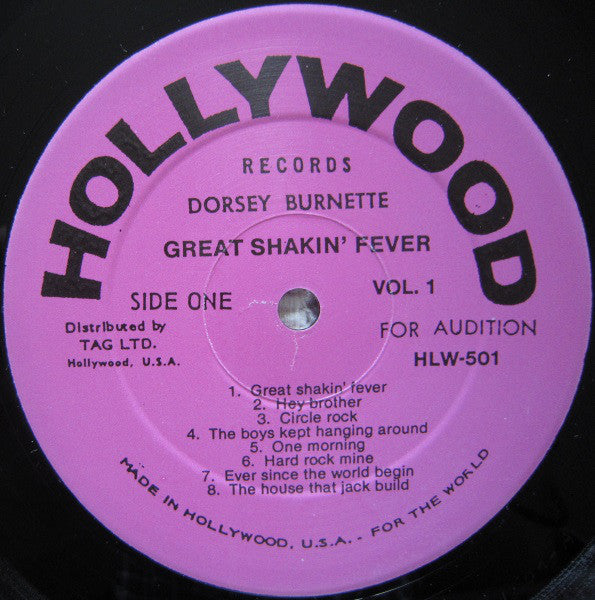 HOLLYWOOD
RECORDS
DORSEY BURNETTE
GREAT SHAKIN' FEVER
SIDE ONE
VOL. 1
Distributed by
TAG LTD.
Hollywood, U.S.A.
FOR AUDITION
HLW-501
1. Great shakin' fever
2. Hey brother
3. Circle rock
4. The boys kept hanging around
5. One morning
6. Hard rock mine
7. Ever since the world begin
8. The house that jack build
MADE IN HOLLYWOOD, U.S.A. - FOR THE WORLD